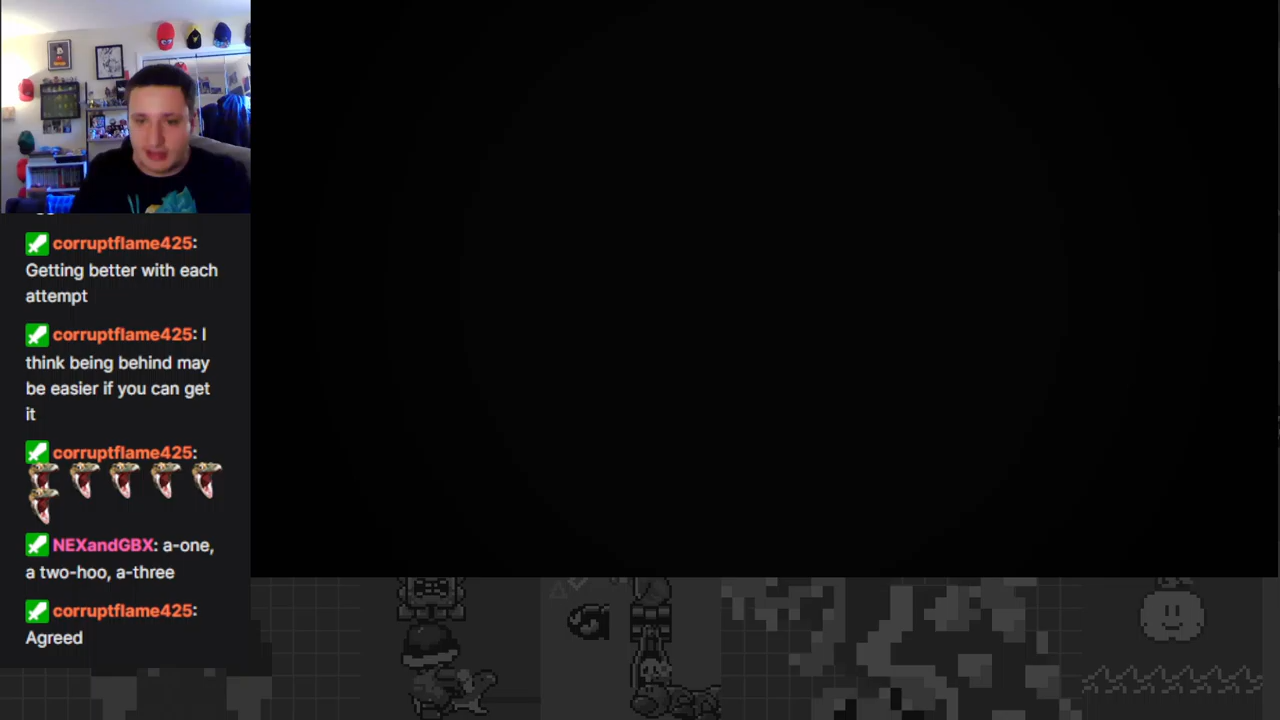 corruptflame425:
Getting better with each
attempt
corruptflame425: I
think being behind may
be easier if you can get
it
corruptflame425:
NEXandGBX: a-one,
a two-hoo, a-three
corruptflame425:
Agreed